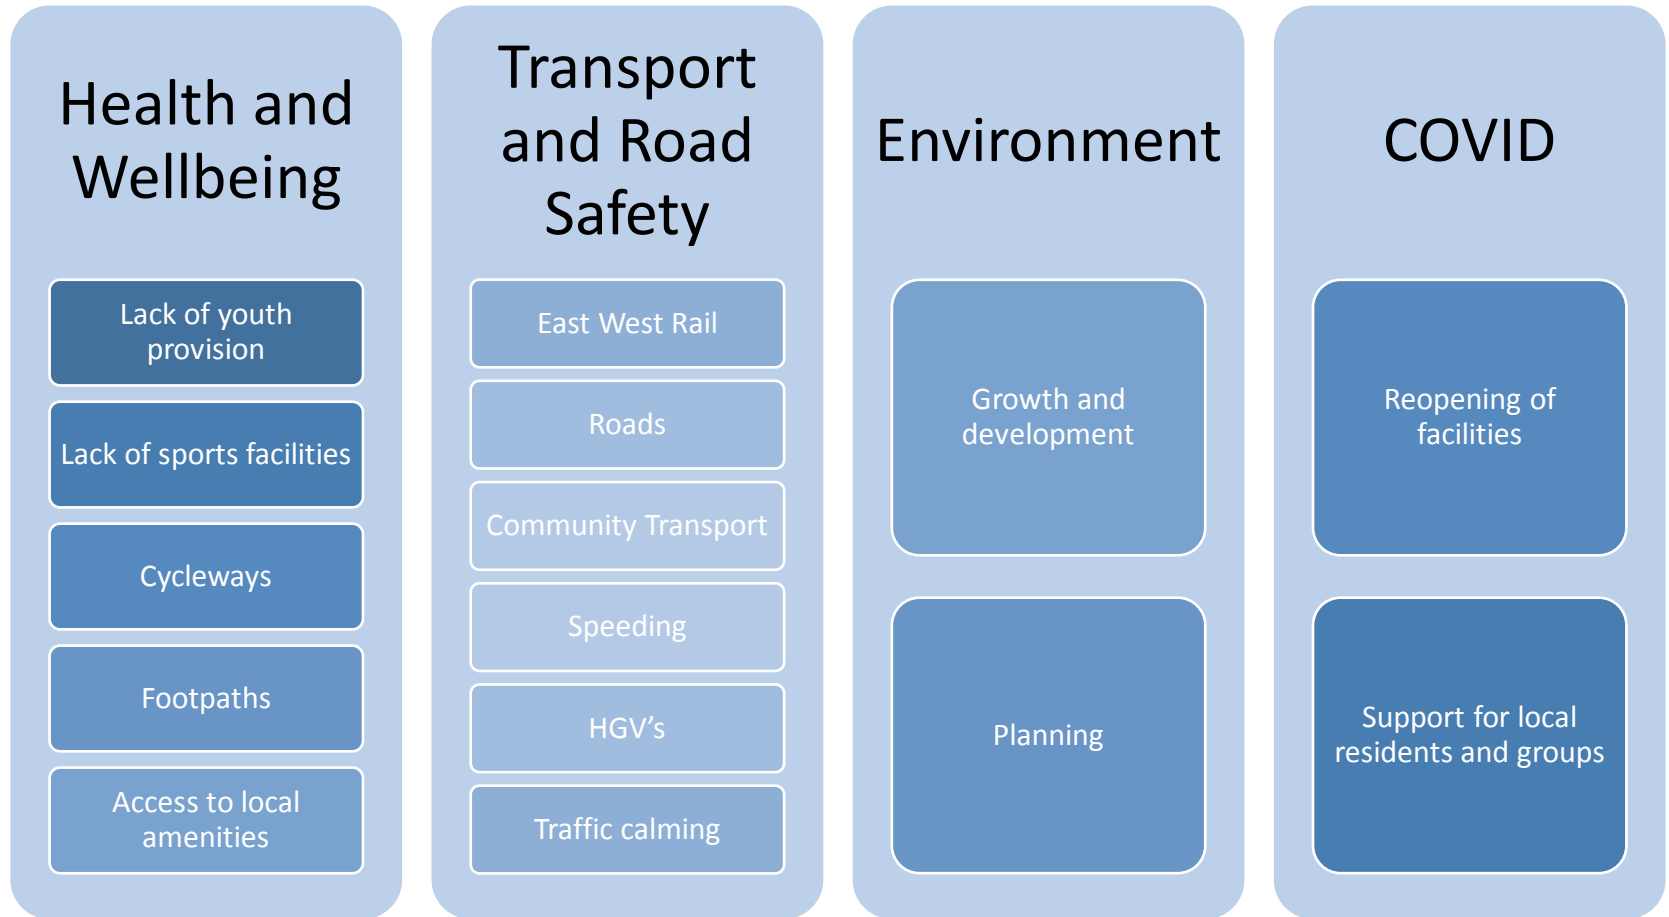 Health and
Wellbeing
Lack of youth
provision
Lack of sports facilities
Cycleways
Footpaths
Access to local
amenities
Transport
and Road
Safety
East West Rail
Roads
Community Transport
Speeding
HGV’s
Traffic calming
Environment
Growth and
development
Planning
COVID
Reopening of
facilities
Support for local
residents and groups